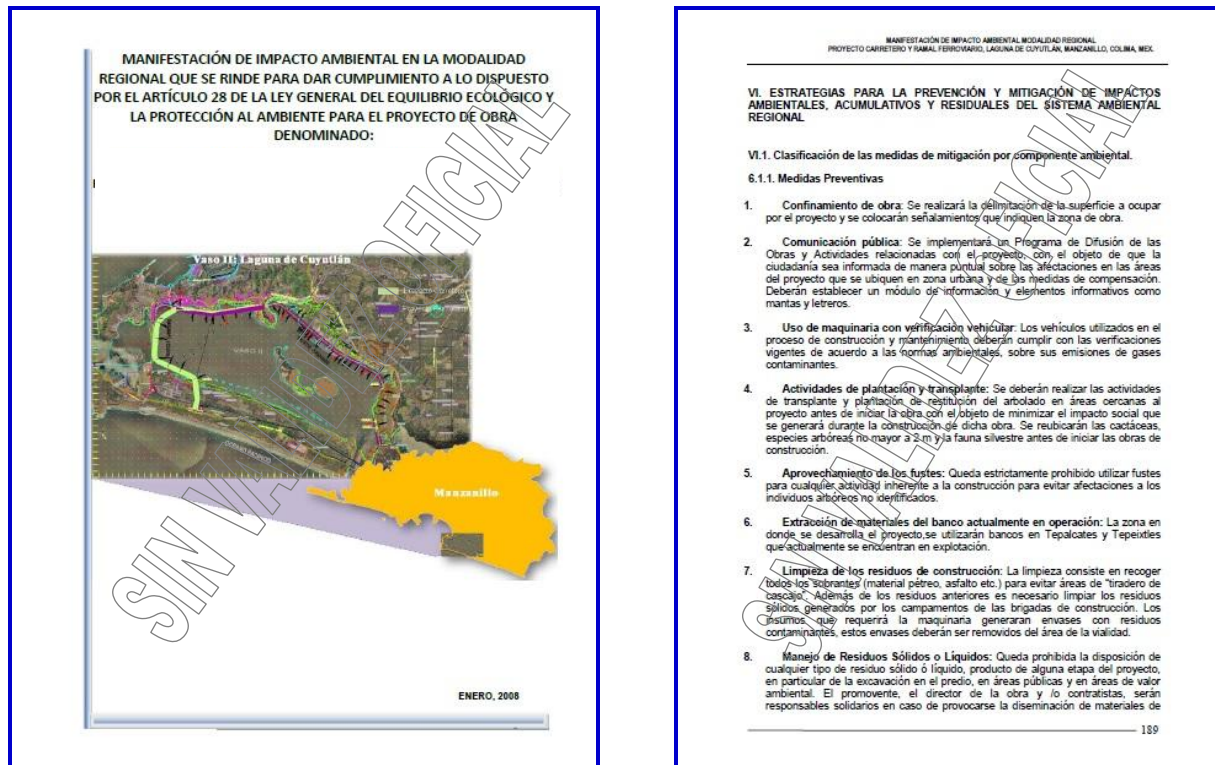 MANIFESTACIÓN DE IMPACTO AMBIENTAL EN LA MODALIDAD
REGIONAL QUE SE RINDE PARA DAR CUMPLIMIENTO A LO DISPUESTO
POR EL ARTÍCULO 28 DE LA LEY GENERAL DEL EQUILIBRIO ECOLÓGICO Y
LA PROTECCIÓN AL AMBIENTE PARA EL PROYECTO DE OBRA
DENOMINADO:
Vaso II: Laguna de Cuyutlán
VASO II
Manzanillo
ENERO, 2008
SIN VALIDEZ OFICIAL
MANIFESTACIÓN DE IMPACTO AMBIENTAL MODALIDAD REGIONAL
PROYECTO CARRETERO Y RAMAL FERROVIARIO, LAGUNA DE CUYUTLÁN, MANZANILLO, COLIMA, MEX.
VI. ESTRATEGIAS PARA LA PREVENCIÓN Y MITIGACIÓN DE IMPACTOS
AMBIENTALES, ACUMULATIVOS Y RESIDUALES DEL SISTEMA AMBIENTAL
REGIONAL
VI.1. Clasificación de las medidas de mitigación por componente ambiental.
6.1.1. Medidas Preventivas
1. Confinamiento de obra: Se realizará la delimitación de la superficie a ocupar
por el proyecto y se colocarán señalamientos que indiquen la zona de obra.
2. Comunicación pública: Se implementará un Programa de Difusión de las
Obras y Actividades relacionadas con el proyecto, con el objeto de que la
ciudadanía sea informada de manera puntual sobre las afectaciones en las áreas
del proyecto que se ubiquen en zona urbana y de las medidas de compensación.
Deberán establecer un módulo de información y elementos informativos como
mantas y letreros.
3. Uso de maquinaria con verificación vehicular: Los vehículos utilizados en el
proceso de construcción y mantenimiento deberán cumplir con las verificaciones
vigentes de acuerdo a las normas ambientales, sobre sus emisiones de gases
contaminantes.
4. Actividades de plantación y transplante: Se deberán realizar las actividades
de transplante y plantación de restitución del arbolado en áreas cercanas al
proyecto antes de iniciar la obra con el objeto de minimizar el impacto social que
se generará durante la construcción de dicha obra. Se reubicarán las cactáceas,
especies arbóreas no mayor a 2 m y la fauna silvestre antes de iniciar las obras de
construcción.
5. Aprovechamiento de los fustes: Queda estrictamente prohibido utilizar fustes
para cualquier actividad inherente a la construcción para evitar afectaciones a los
individuos arbóreos no identificados.
6. Extracción de materiales del banco actualmente en operación: La zona en
donde se desarrolla el proyecto,se utilizarán bancos en Tepalcates y Tepeixtles
que actualmente se encuentran en explotación.
7. Limpieza de los residuos de construcción: La limpieza consiste en recoger
todos los sobrantes (material pétreo, asfalto etc.) para evitar áreas de "tiradero de
cascajo". Además de los residuos anteriores es necesario limpiar los residuos
sólidos generados por los campamentos de las brigadas de construcción. Los
insumos que requerirá la maquinaria generaran envases con residuos
contaminantes, estos envases deberán ser removidos del área de la vialidad.
8. Manejo de Residuos Sólidos o Líquidos: Queda prohibida la disposición de
cualquier tipo de residuo sólido ó líquido, producto de alguna etapa del proyecto,
en particular de la excavación en el predio, en áreas públicas y en áreas de valor
ambiental. El promovente, el director de la obra y /o contratistas, serán
responsables solidarios en caso de provocarse la diseminación de materiales de
189
SIN VALIDEZ OFICIAL